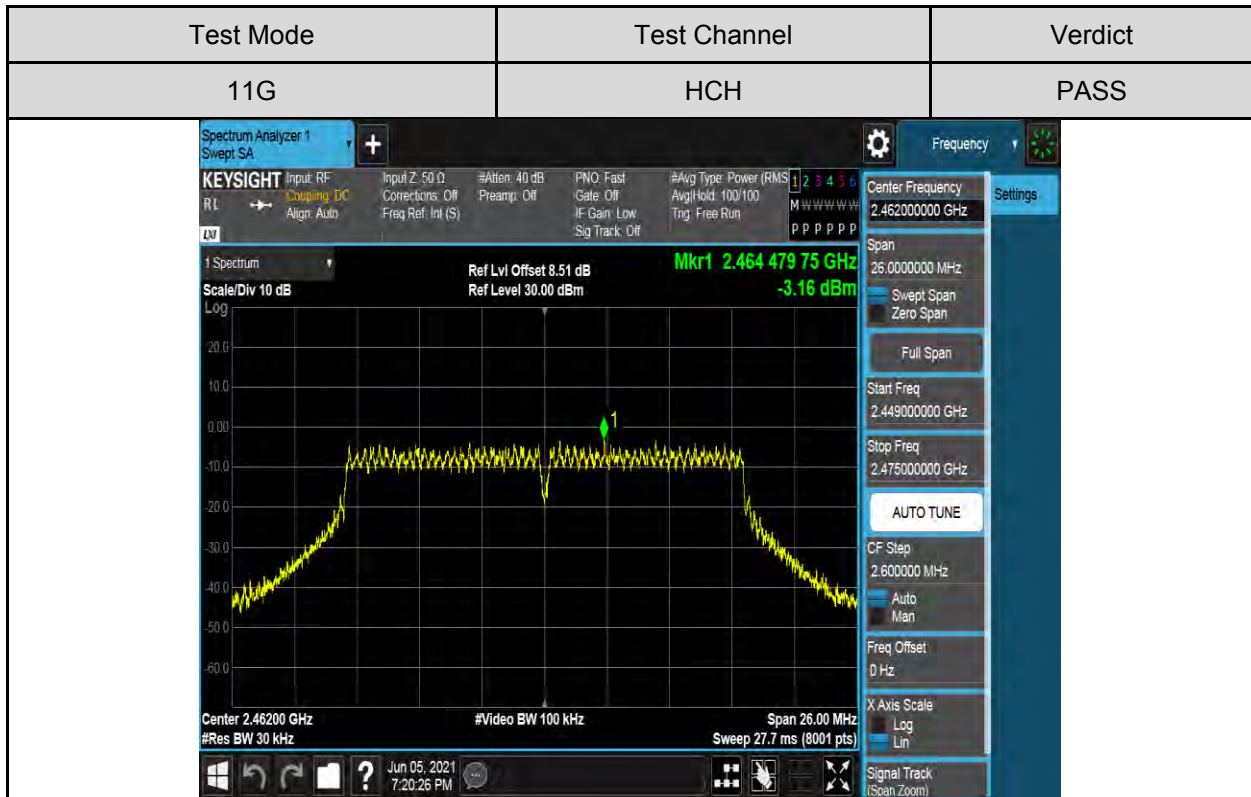 Test Mode Test Channel Verdict
11G HCH PASS
Spectrum Analyzer 1
Swept SA
+
Frequency
KEYSIGHT
RL
LXI
Input: RF
Coupling: DC
Align: Auto
Input Z: 50 Ω
Corrections: Off
Freq Ref: Int (S)
#Atten: 40 dB
Preamp: Off
PNO: Fast
Gate: Off
IF Gain: Low
Sig Track: Off
#Avg Type: Power (RMS
Avg|Hold: 100/100
Trig: Free Run
1 2 3 4 5 6
M W W W W W
P P P P P P
1 Spectrum
Scale/Div 10 dB
Log
Ref Lvl Offset 8.51 dB
Ref Level 30.00 dBm
Mkr1 2.464 479 75 GHz
-3.16 dBm
20.0
10.0
0.00
-10.0
-20.0
-30.0
-40.0
-50.0
-60.0
1
Center 2.46200 GHz
#Res BW 30 kHz
#Video BW 100 kHz
Span 26.00 MHz
Sweep 27.7 ms (8001 pts)
Center Frequency
2.462000000 GHz
Settings
Span
26.0000000 MHz
Swept Span
Zero Span
Full Span
Start Freq
2.449000000 GHz
Stop Freq
2.475000000 GHz
AUTO TUNE
CF Step
2.600000 MHz
Auto
Man
Freq Offset
0 Hz
X Axis Scale
Log
Lin
Signal Track
(Span Zoom)
?
Jun 05, 2021
7:20:26 PM